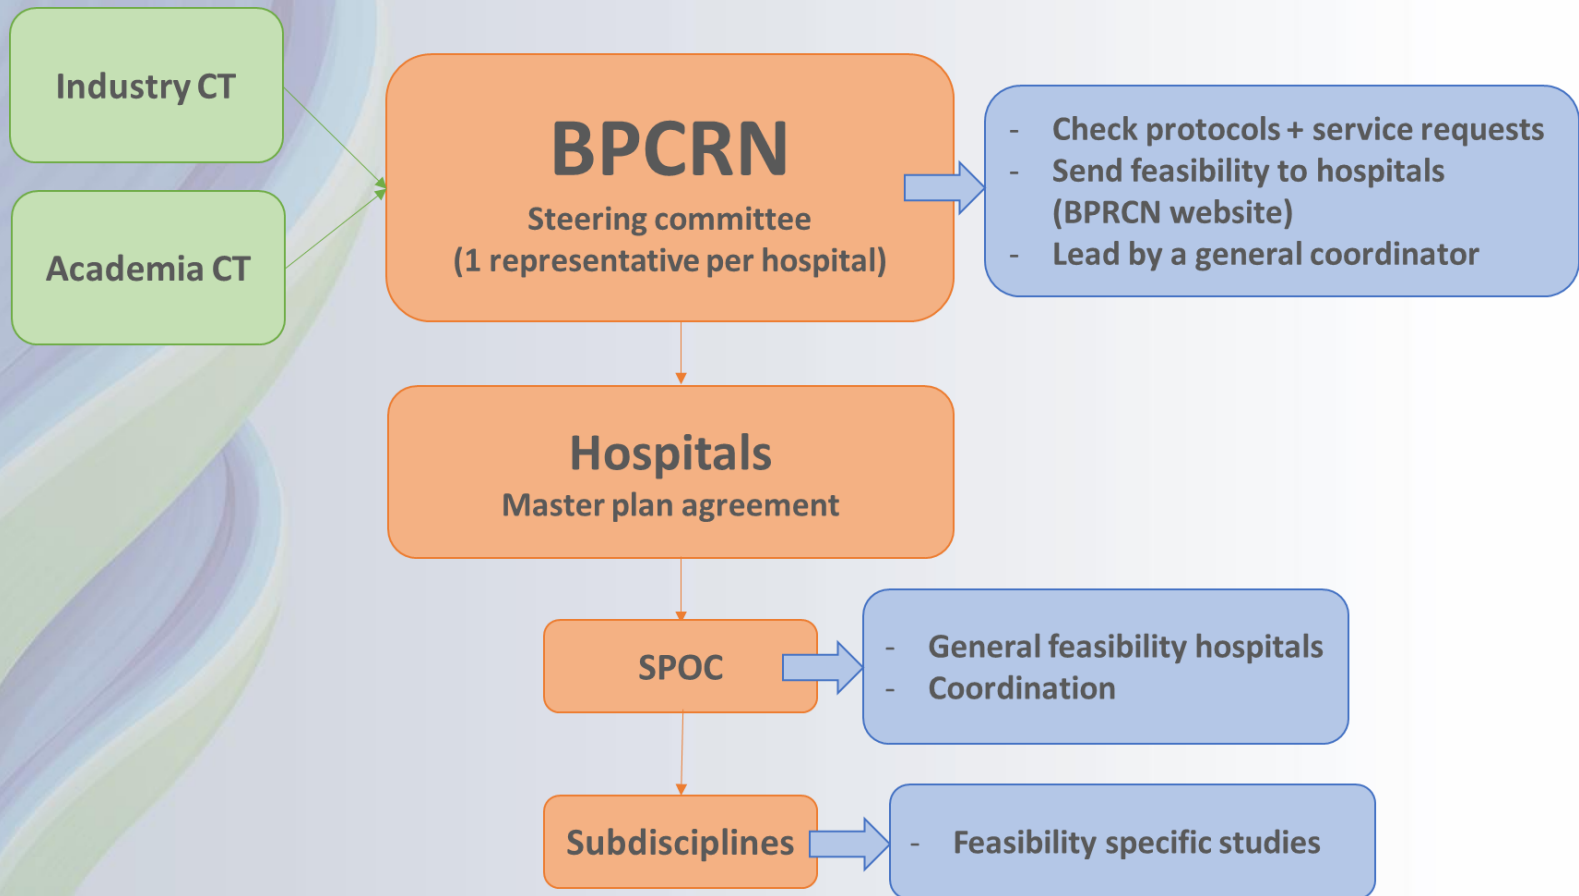 Industry CT
Academia CT
BPCRN
Steering committee
(1 representative per hospital)
- Check protocols + service requests
- Send feasibility to hospitals
(BPRCN website)
- Lead by a general coordinator
Hospitals
Master plan agreement
SPOC
- General feasibility hospitals
- Coordination
Subdisciplines
- Feasibility specific studies